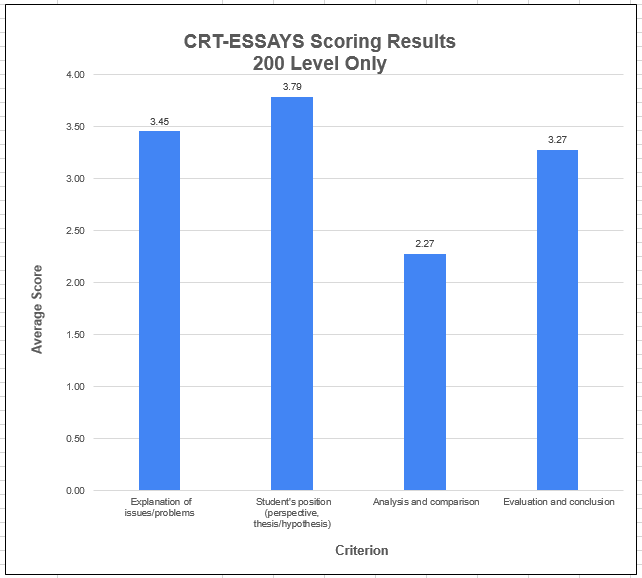 CRT-ESSAYS Scoring Results
200 Level Only
4.00
3.50
3.00
2.50
2.00
1.50
1.00
0.50
0.00
Average Score
3.45
3.79
2.27
3.27
Explanation of
issues/problems
Student's position
(perspective,
thesis/hypothesis)
Analysis and comparison
Evaluation and conclusion
Criterion